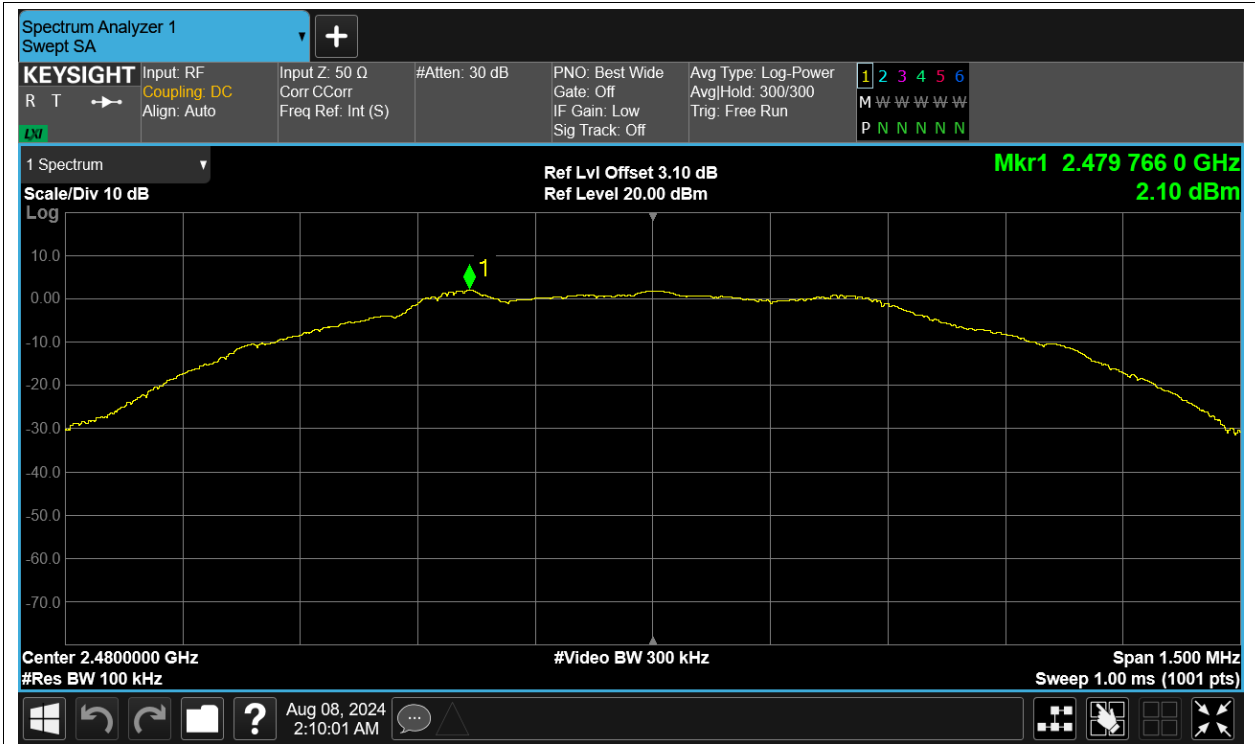 Spectrum Analyzer 1
Swept SA
KEYSIGHT
R T
LXI
Input: RF
Coupling: DC
Align: Auto
Input Z: 50 Ω
Corr CCorr
Freq Ref: Int (S)
#Atten: 30 dB
PNO: Best Wide
Gate: Off
IF Gain: Low
Sig Track: Off
Avg Type: Log-Power
Avg|Hold: 300/300
Trig: Free Run
1 2 3 4 5 6
M W W W W W
P N N N N N
1 Spectrum
Scale/Div 10 dB
Log
Ref Lvl Offset 3.10 dB
Ref Level 20.00 dBm
Mkr1 2.479 766 0 GHz
2.10 dBm
10.0
0.00
-10.0
-20.0
-30.0
-40.0
-50.0
-60.0
-70.0
1
Center 2.4800000 GHz
#Res BW 100 kHz
#Video BW 300 kHz
Span 1.500 MHz
Sweep 1.00 ms (1001 pts)
?
Aug 08, 2024
2:10:01 AM